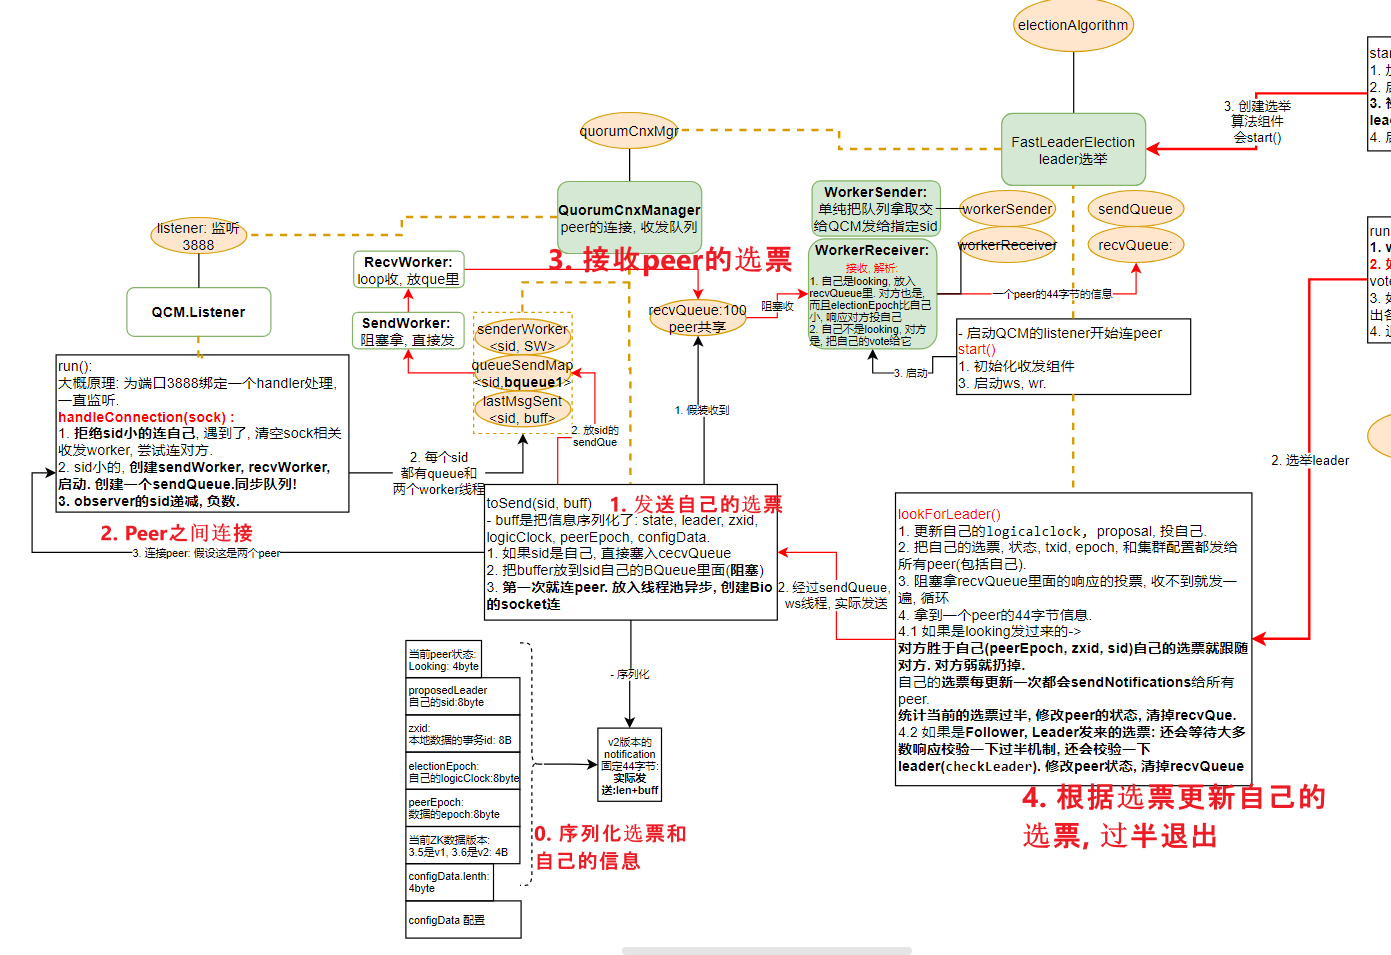 electionAlgorithm
star
1. 
2. 
3. 
lea
4. 
3. 创建选举
算法组件
会start()
quorumCnxMgr
FastLeaderElection
leader选举
QuorumCnxManager
peer的连接, 收发队列
WorkerSender:
单纯把队列拿取交
给QCM发给指定sid
workerSender
sendQueue
listener: 监听
3888
workerReceiver
recvQueue:
RecvWorker:
loop收, 放que里
3. 接收peer的选票
WorkerReceiver:
接收, 解析:
1. 自己是looking, 放入
recvQueue里. 对方也是,
而且electionEpoch比自己
小, 响应对方投自己
2. 自己不是looking, 对方
是, 把自己的vote给它
run
1. w
2. 如
vote
3. 如
出各
4. 
一个peer的44字节的信息
QCM.Listener
SendWorker:
阻塞拿, 直接发
senderWorker
<sid, SW>
queueSendMap
<sid,bqueue1>
lastMsgSent
<sid, buff>
recvQueue:100
peer共享
阻塞收
- 启动QCM的listener开始连peer
start()
1. 初始化收发组件
3. 启动ws, wr.
3. 启动
run():
大概原理: 为端口3888绑定一个handler处理,
一直监听.
handleConnection(sock) :
1. 拒绝sid小的连自己, 遇到了, 清空sock相关
收发worker, 尝试连对方.
2. sid小的, 创建sendWorker, recvWorker,
启动. 创建一个sendQueue.同步队列!
3. observer的sid递减, 负数.
1. 假装收到
2. 放sid的
sendQue
2. 每个sid
都有queue和
两个worker线程
2. 选举leader
2. Peer之间连接
3. 连接peer: 假设这是两个peer
1. 发送自己的选票
toSend(sid, buff)
- buff是把信息序列化了: state, leader, zxid,
logicClock, peerEpoch, configData.
1. 如果sid是自己, 直接塞入cecvQueue
2. 把buffer放到sid自己的BQueue里面(阻塞)
3. 第一次就连peer. 放入线程池异步, 创建Bio
的socket连
2. 经过sendQueue,
ws线程, 实际发送
lookForLeader()
1. 更新自己的logicalclock, proposal, 投自己.
2. 把自己的选票, 状态, txid, epoch, 和集群配置都发给
所有peer(包括自己).
3. 阻塞拿recvQueue里面的响应的投票, 收不到就发一
遍, 循环
4. 拿到一个peer的44字节信息.
4.1 如果是looking发过来的->
对方胜于自己(peerEpoch, zxid, sid)自己的选票就跟随
对方. 对方弱就扔掉.
自己的选票每更新一次都会sendNotifications给所有
peer.
统计当前的选票过半, 修改peer的状态, 清掉recvQue.
4.2 如果是Follower, Leader发来的选票: 还会等待大多
数响应校验一下过半机制, 还会校验一下
leader(checkLeader). 修改peer状态, 清掉recvQueue
4. 根据选票更新自己的
选票, 过半退出
- 序列化
当前peer状态:
Looking: 4byte
proposedLeader
自己的sid:8byte
zxid:
本地数据的事务id: 8B
electionEpoch:
自己的logicClock:8byte
peerEpoch:
数据的epoch:8byte
当前ZK数据版本:
3.5是v1, 3.6是v2: 4B
configData.lenth:
4byte
configData 配置
v2版本的
notification
固定44字节:
实际发
送:len+buff
0. 序列化选票和
自己的信息